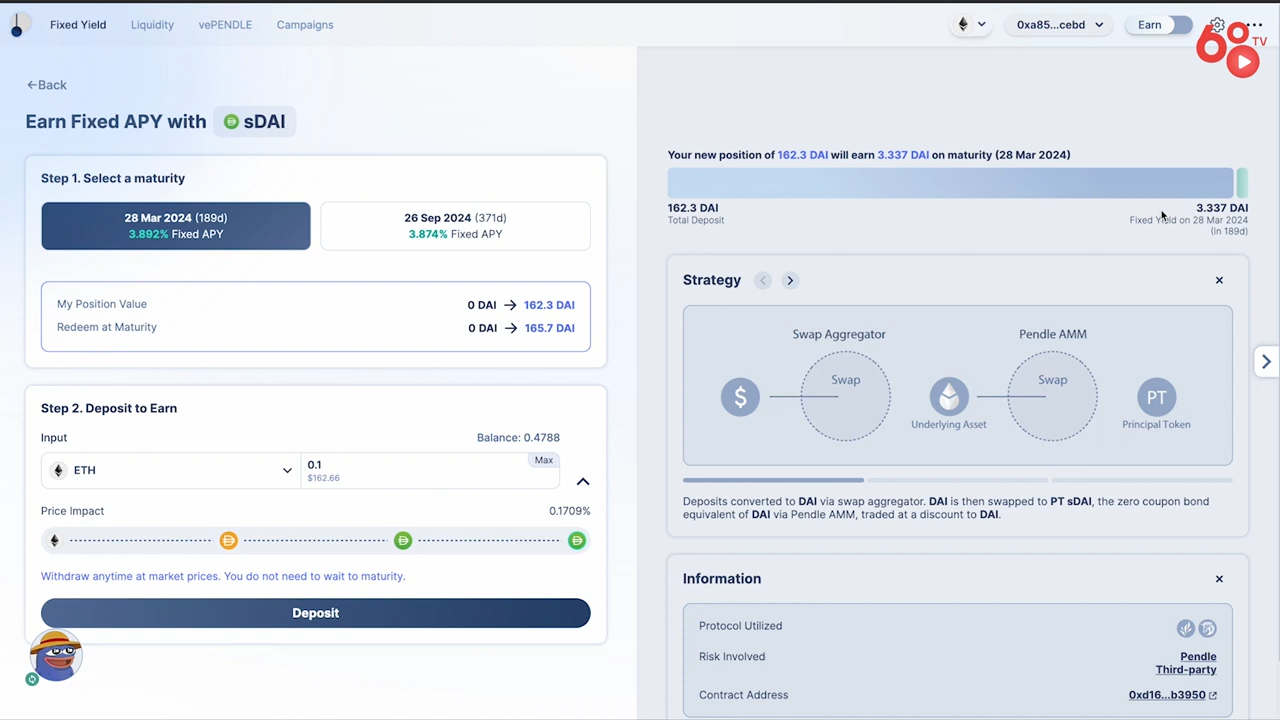 Fixed Yield
Liquidity
vePENDLE
Campaigns
0xa85...cebd
Earn
68
TV
←Back
Earn Fixed APY with sDAI
Step 1. Select a maturity
28 Mar 2024 (189d)
3.892% Fixed APY
26 Sep 2024 (371d)
3.874% Fixed APY
My Position Value
0 DAI → 162.3 DAI
Redeem at Maturity
0 DAI → 165.7 DAI
Step 2. Deposit to Earn
Input
Balance: 0.4788
ETH
0.1
$162.66
Max
Price Impact
0.1709%
Withdraw anytime at market prices. You do not need to wait to maturity.
Deposit
Your new position of 162.3 DAI will earn 3.337 DAI on maturity (28 Mar 2024)
162.3 DAI
Total Deposit
3.337 DAI
Fixed Yield on 28 Mar 2024
(In 189d)
Strategy
Swap Aggregator
Pendle AMM
$
Swap
Swap
PT
Underlying Asset
Principal Token
Deposits converted to DAI via swap aggregator. DAI is then swapped to PT sDAI, the zero coupon bond
equivalent of DAI via Pendle AMM, traded at a discount to DAI.
Information
Protocol Utilized
Risk Involved
Pendle
Third-party
Contract Address
0xd16...b3950